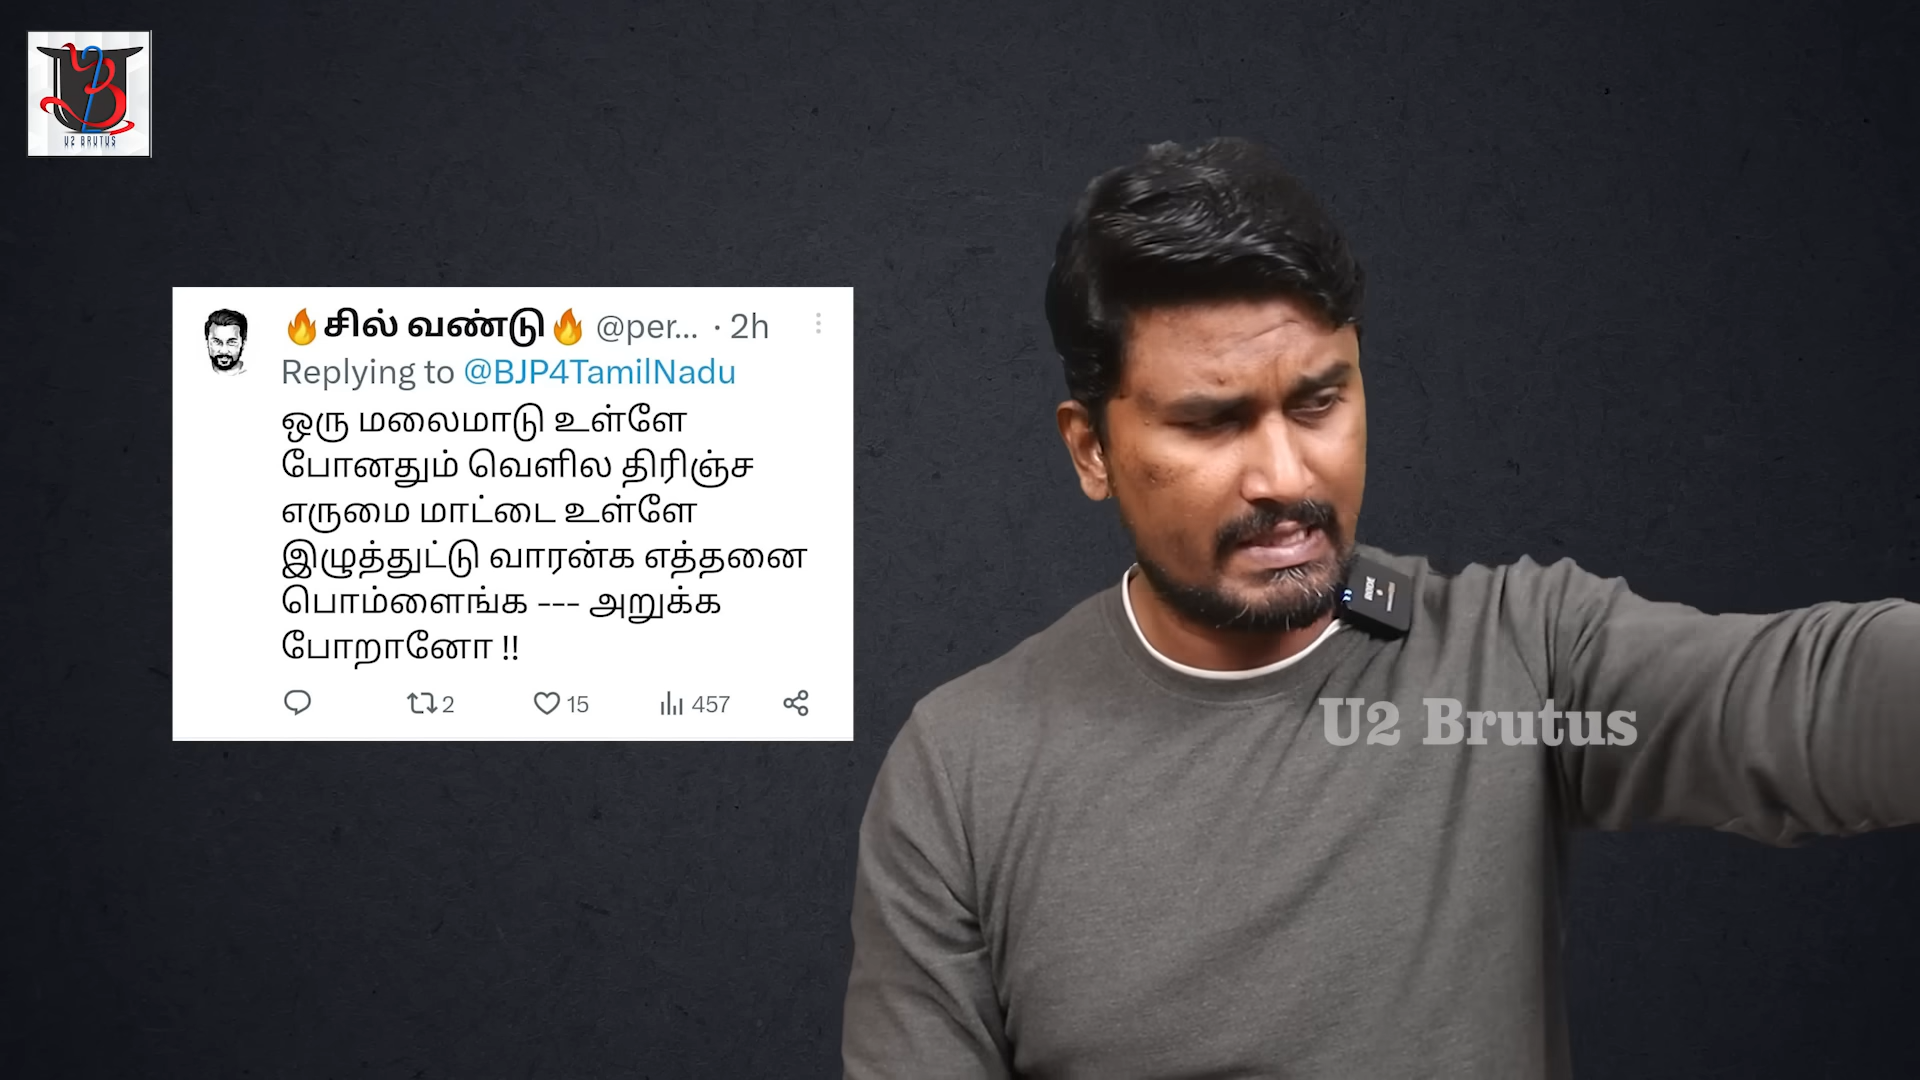 U2 BRUTUS
🔥சில் வண்டு🔥 @per... · 2h
Replying to @BJP4TamilNadu
ஒரு மலைமாடு உள்ளே
போனதும் வெளில திரிஞ்ச
எருமை மாட்டை உள்ளே
இழுத்துட்டு வாரன்க எத்தனை
பொம்ளைங்க --- அறுக்க
போறானோ !!
2 15 457
RODE
U2 Brutus